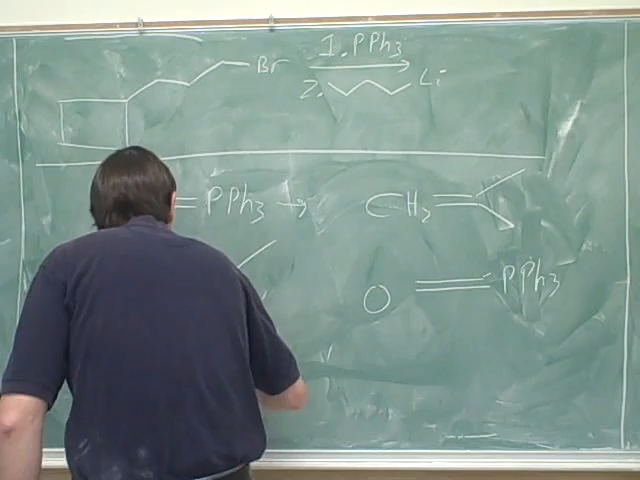 Br
1. PPh3
2. Li
= PPh3 → CH2 =
O = PPh3